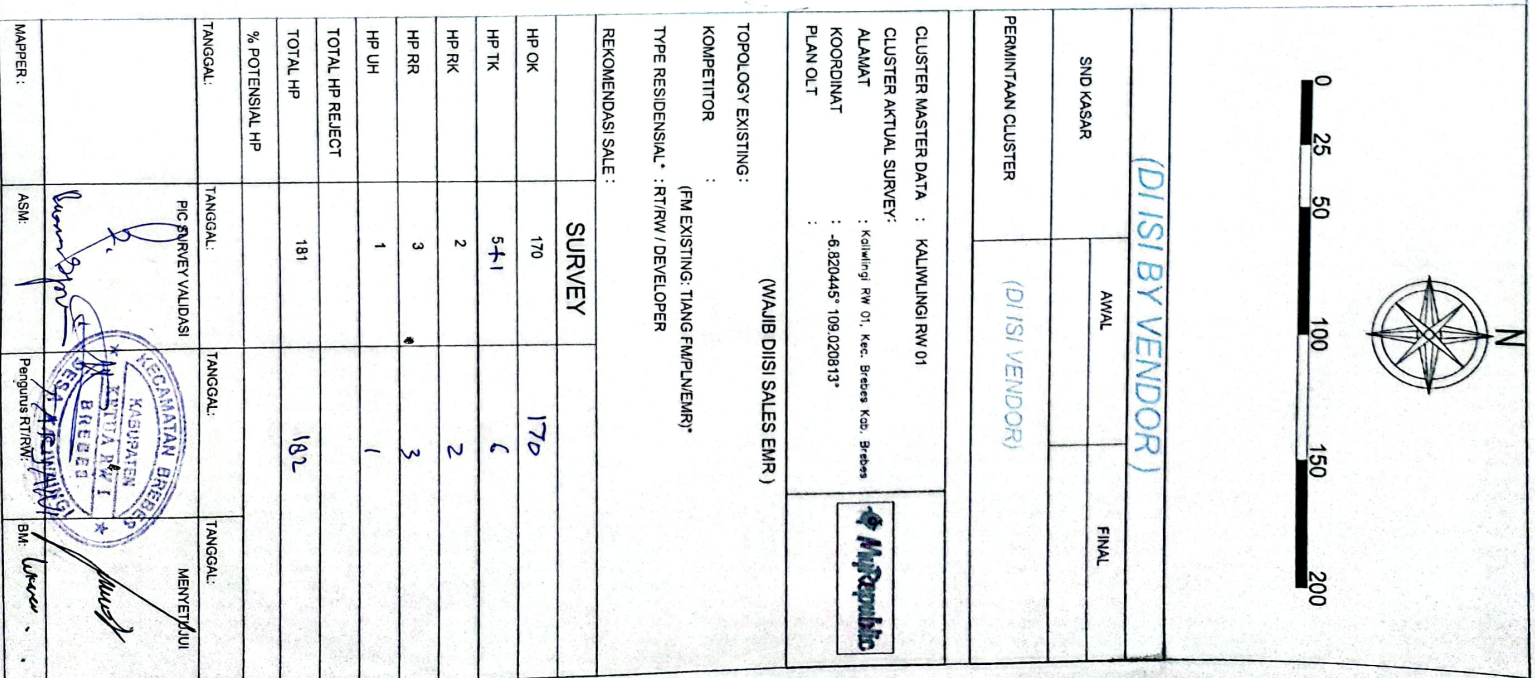 N
0 25 50 100 150 200
(DI ISI BY VENDOR)
AWAL FINAL
SND KASAR
PERMINTAAN CLUSTER (DI ISI VENDOR)
CLUSTER MASTER DATA : KALIWLINGI RW 01
CLUSTER AKTUAL SURVEY:
ALAMAT : Kaliwlingi RW 01, Kec. Brebes Kab. Brebes
KOORDINAT : -6.820445° 109.020813°
PLAN OLT :
MyRepublic
(WAJIB DIISI SALES EMR )
TOPOLOGY EXISTING :
(FM EXISTING: TIANG FM/PLN/EMR)*
KOMPETITOR :
TYPE RESIDENSIAL* : RT/RW / DEVELOPER
REKOMENDASI SALE :
SURVEY
HP OK 170 170
HP TK 5+1 6
HP RK 2 2
HP RR 3 3
HP UH 1 1
TOTAL HP 181 182
TOTAL HP REJECT
% POTENSIAL HP
TANGGAL: TANGGAL: TANGGAL: TANGGAL:
PIC SURVEY VALIDASI MENYETUJUI
KECAMATAN BREBES
KABUPATEN
KETUA RW I
BREBES
DESA KALIWLINGI
MAPPER : ASM: Pengurus RT/RW: BM: